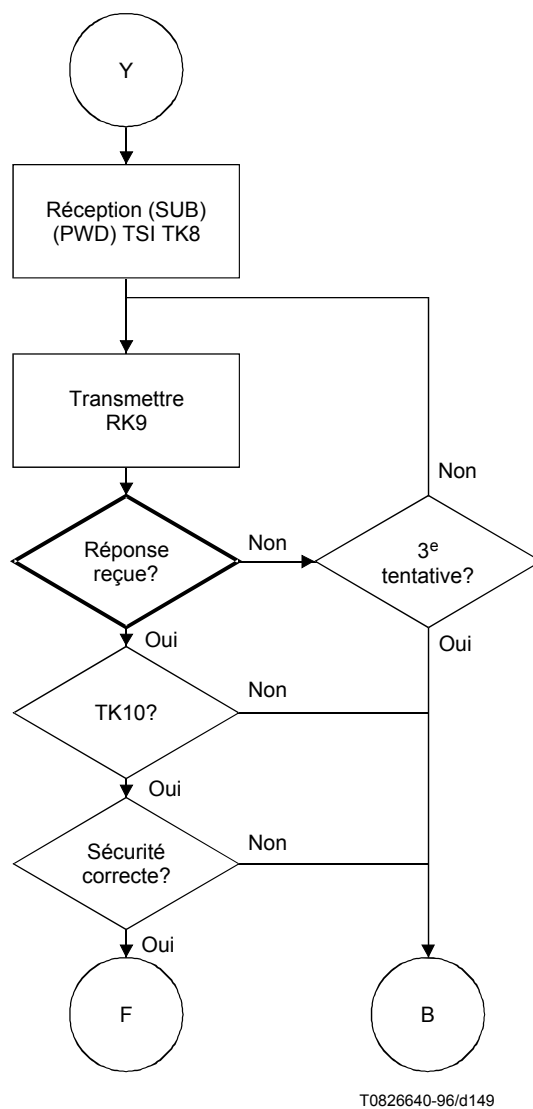 Y
Réception (SUB)
(PWD) TSI TK8
Transmettre
RK9
Non
Réponse
reçue?
Non
3e
tentative?
Oui
Oui
TK10?
Non
Oui
Sécurité
correcte?
Non
Oui
F
B
T0826640-96/d149